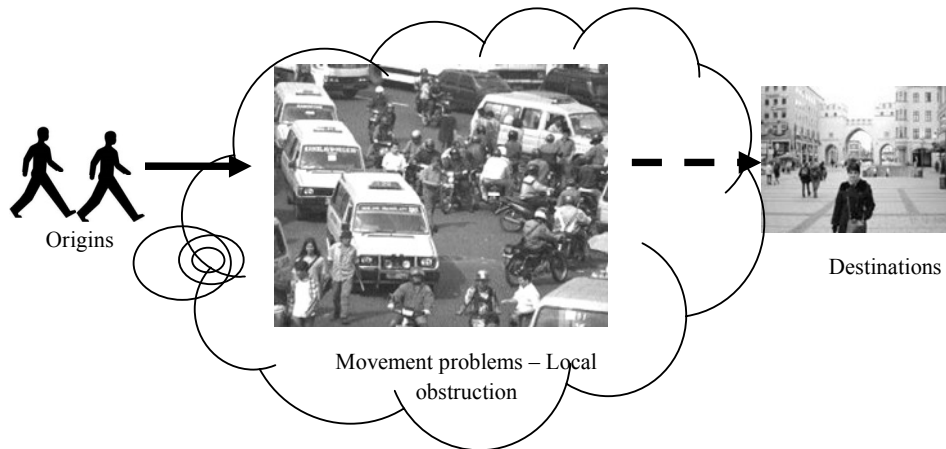 Origins
Destinations
Movement problems – Local
obstruction